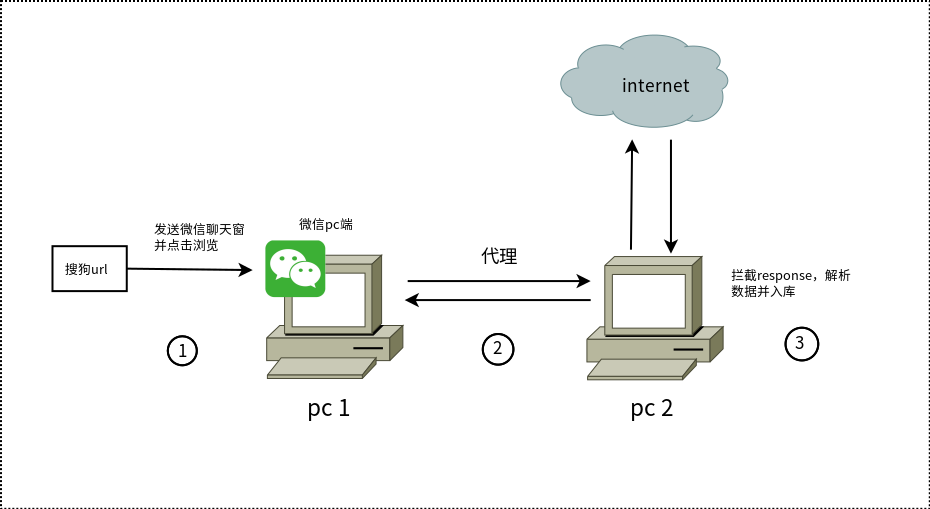 internet
发送微信聊天窗
并点击浏览
微信pc端
搜狗url
代理
拦截response，解析
数据并入库
1
2
3
pc 1
pc 2